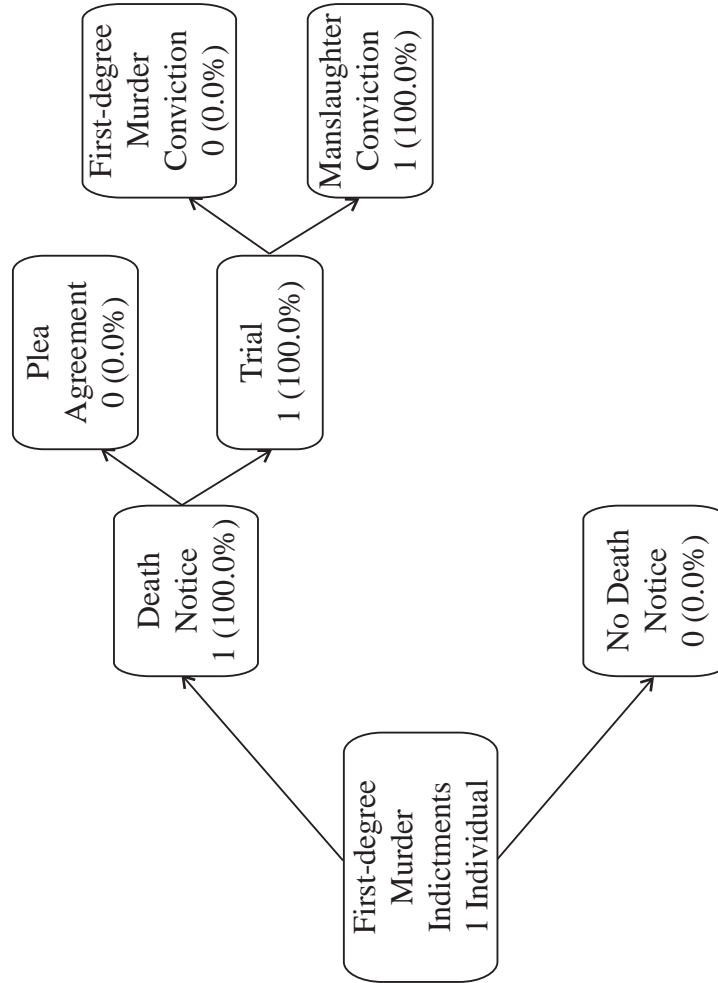 First-degree
Murder
Indictments
1 Individual
Death
Notice
1 (100.0%)
No Death
Notice
0 (0.0%)
Plea
Agreement
0 (0.0%)
Trial
1 (100.0%)
First-degree
Murder
Conviction
0 (0.0%)
Manslaughter
Conviction
1 (100.0%)